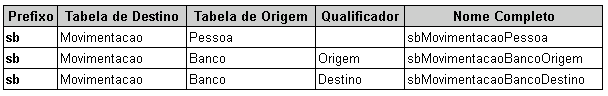 Prefixo Tabela de Destino Tabela de Origem Qualificador Nome Completo
sb Movimentacao Pessoa sbMovimentacaoPessoa
sb Movimentacao Banco Origem sbMovimentacaoBancoOrigem
sb Movimentacao Banco Destino sbMovimentacaoBancoDestino